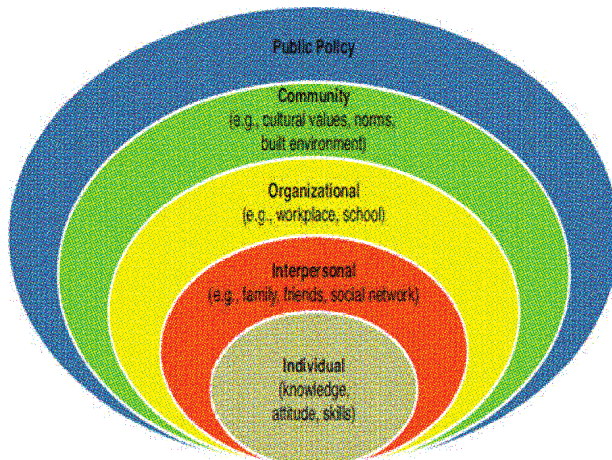 Public Policy
Community
(e.g., cultural values, norms,
built environment)
Organizational
(e.g., workplace, school)
Interpersonal
(e.g., family, friends, social network)
Individual
(knowledge,
attitude, skills)